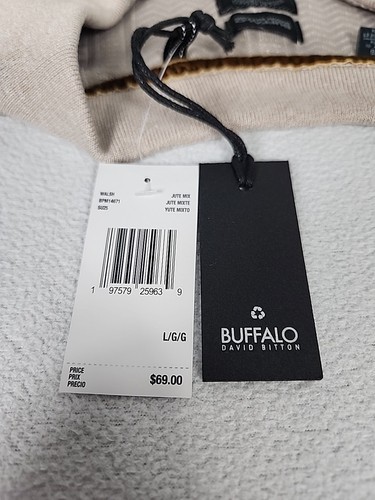 WALSH
BPM14671
SU25
JUTE MIX
JUTE MIXTE
YUTE MIXTO
1 97579 25963 9
L/G/G
PRICE
PRIX
PRECIO
$69.00
BUFFALO
DAVID BITTON